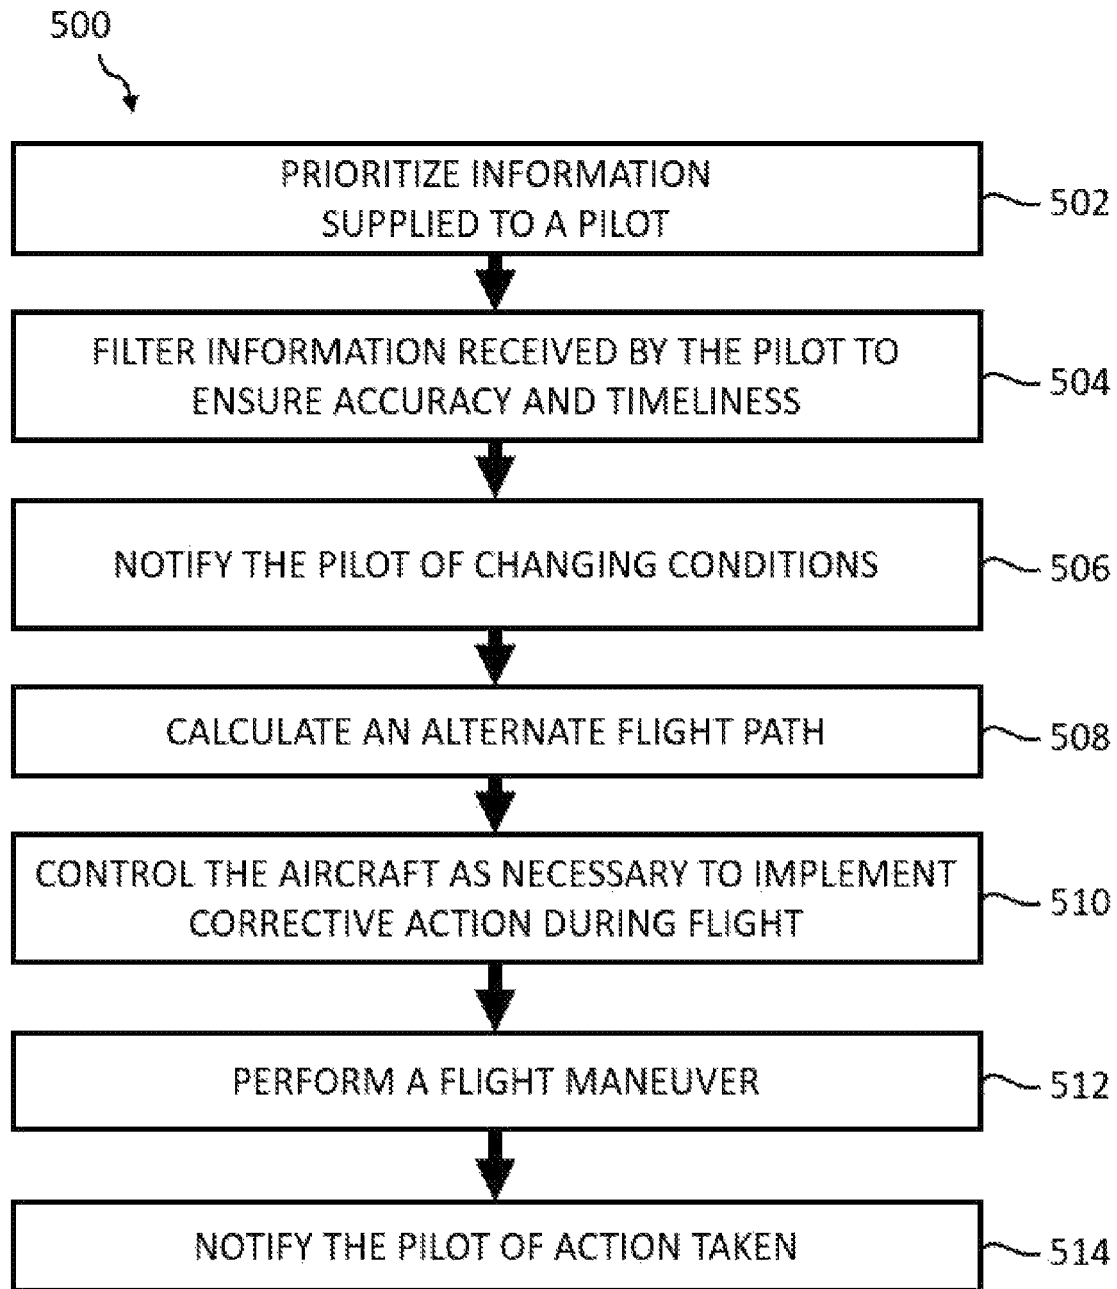 500
PRIORITIZE INFORMATION
SUPPLIED TO A PILOT
502
FILTER INFORMATION RECEIVED BY THE PILOT TO
ENSURE ACCURACY AND TIMELINESS
504
NOTIFY THE PILOT OF CHANGING CONDITIONS
506
CALCULATE AN ALTERNATE FLIGHT PATH
508
CONTROL THE AIRCRAFT AS NECESSARY TO IMPLEMENT
CORRECTIVE ACTION DURING FLIGHT
510
PERFORM A FLIGHT MANEUVER
512
NOTIFY THE PILOT OF ACTION TAKEN
514